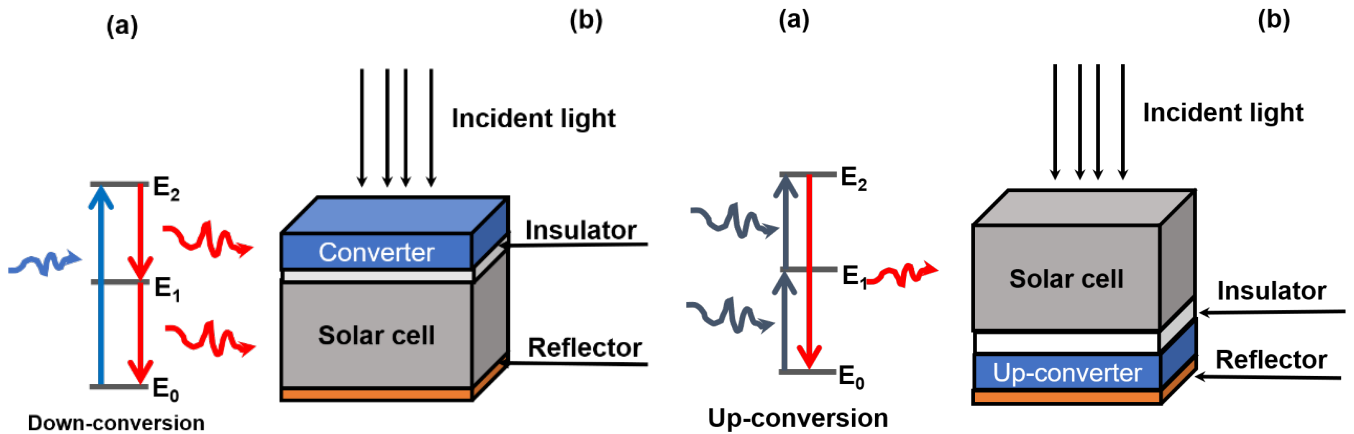 (a)
(b)
Incident light
E2
E1
E0
Converter
Insulator
Solar cell
Reflector
Down-conversion
(a)
(b)
Incident light
E2
E1
E0
Solar cell
Insulator
Up-converter
Reflector
Up-conversion